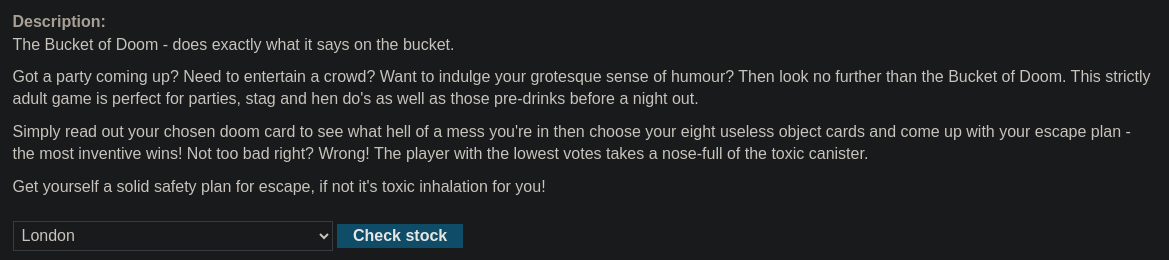 Description:
The Bucket of Doom - does exactly what it says on the bucket.
Got a party coming up? Need to entertain a crowd? Want to indulge your grotesque sense of humour? Then look no further than the Bucket of Doom. This strictly
adult game is perfect for parties, stag and hen do's as well as those pre-drinks before a night out.
Simply read out your chosen doom card to see what hell of a mess you're in then choose your eight useless object cards and come up with your escape plan -
the most inventive wins! Not too bad right? Wrong! The player with the lowest votes takes a nose-full of the toxic canister.
Get yourself a solid safety plan for escape, if not it's toxic inhalation for you!
London Check stock